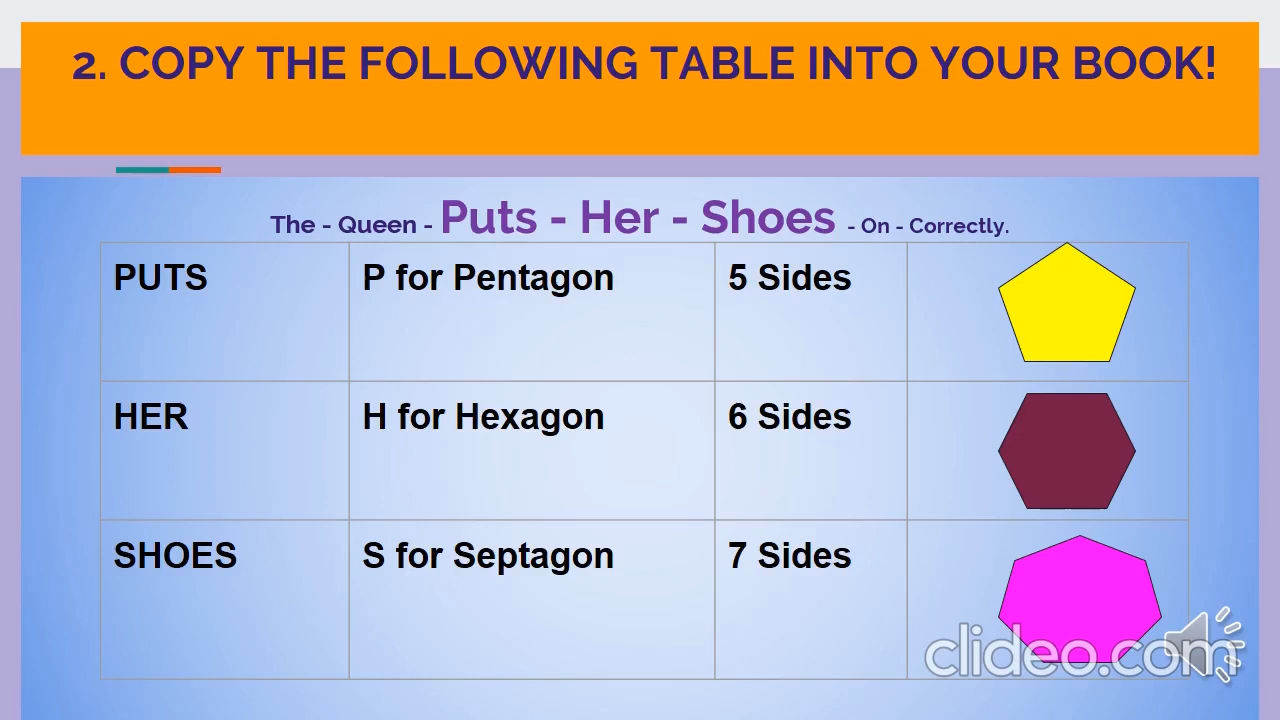 2. COPY THE FOLLOWING TABLE INTO YOUR BOOK!
The - Queen - Puts - Her - Shoes - On - Correctly.
PUTS P for Pentagon 5 Sides
HER H for Hexagon 6 Sides
SHOES S for Septagon 7 Sides
clideo.com